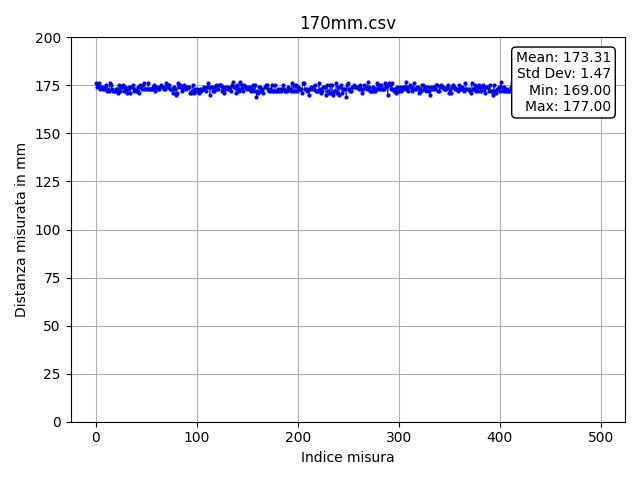 170mm.csv
200
175
150
125
100
75
50
25
0
Distanza misurata in mm
Mean: 173.31
Std Dev: 1.47
Min: 169.00
Max: 177.00
0 100 200 300 400 500
Indice misura